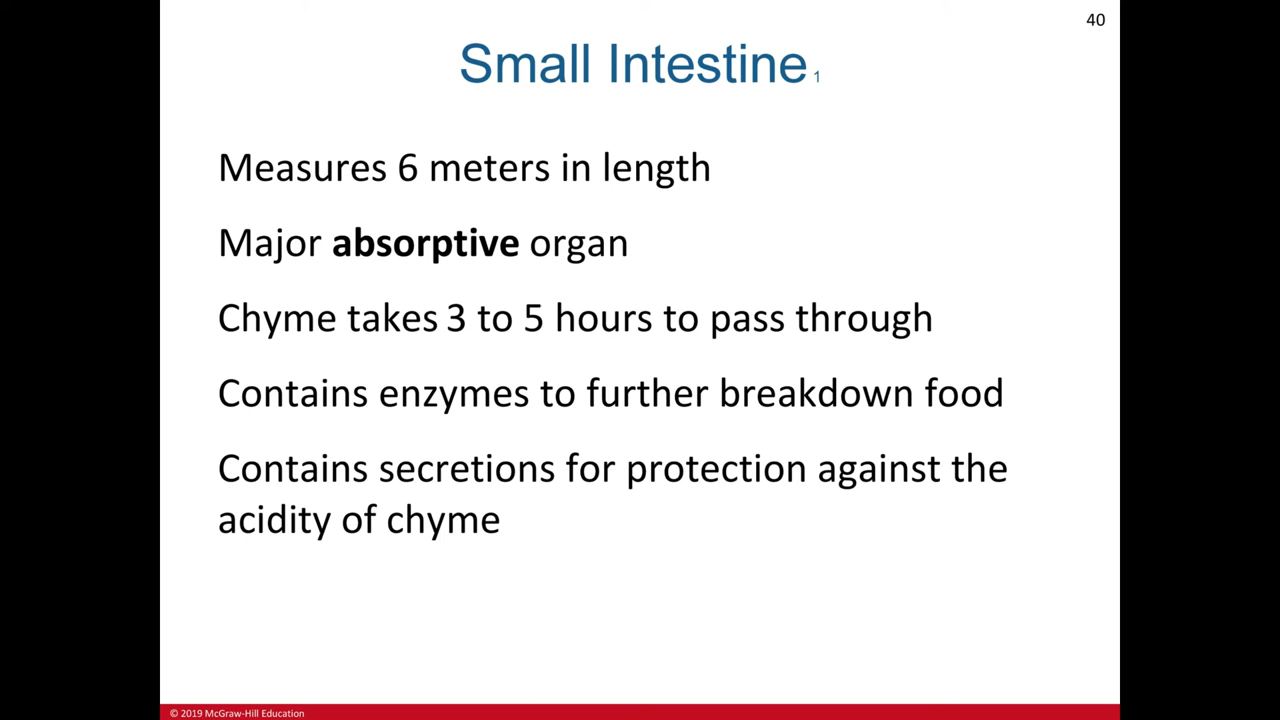 40
Small Intestine 1
Measures 6 meters in length
Major absorptive organ
Chyme takes 3 to 5 hours to pass through
Contains enzymes to further breakdown food
Contains secretions for protection against the
acidity of chyme
© 2019 McGraw-Hill Education